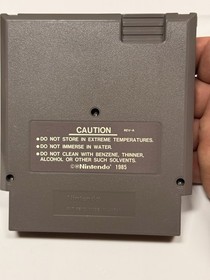 CAUTION
REV-A
•DO NOT STORE IN EXTREME TEMPERATURES.
•DO NOT IMMERSE IN WATER.
•DO NOT CLEAN WITH BENZENE, THINNER,
ALCOHOL OR OTHER SUCH SOLVENTS.
©®Nintendo® 1985